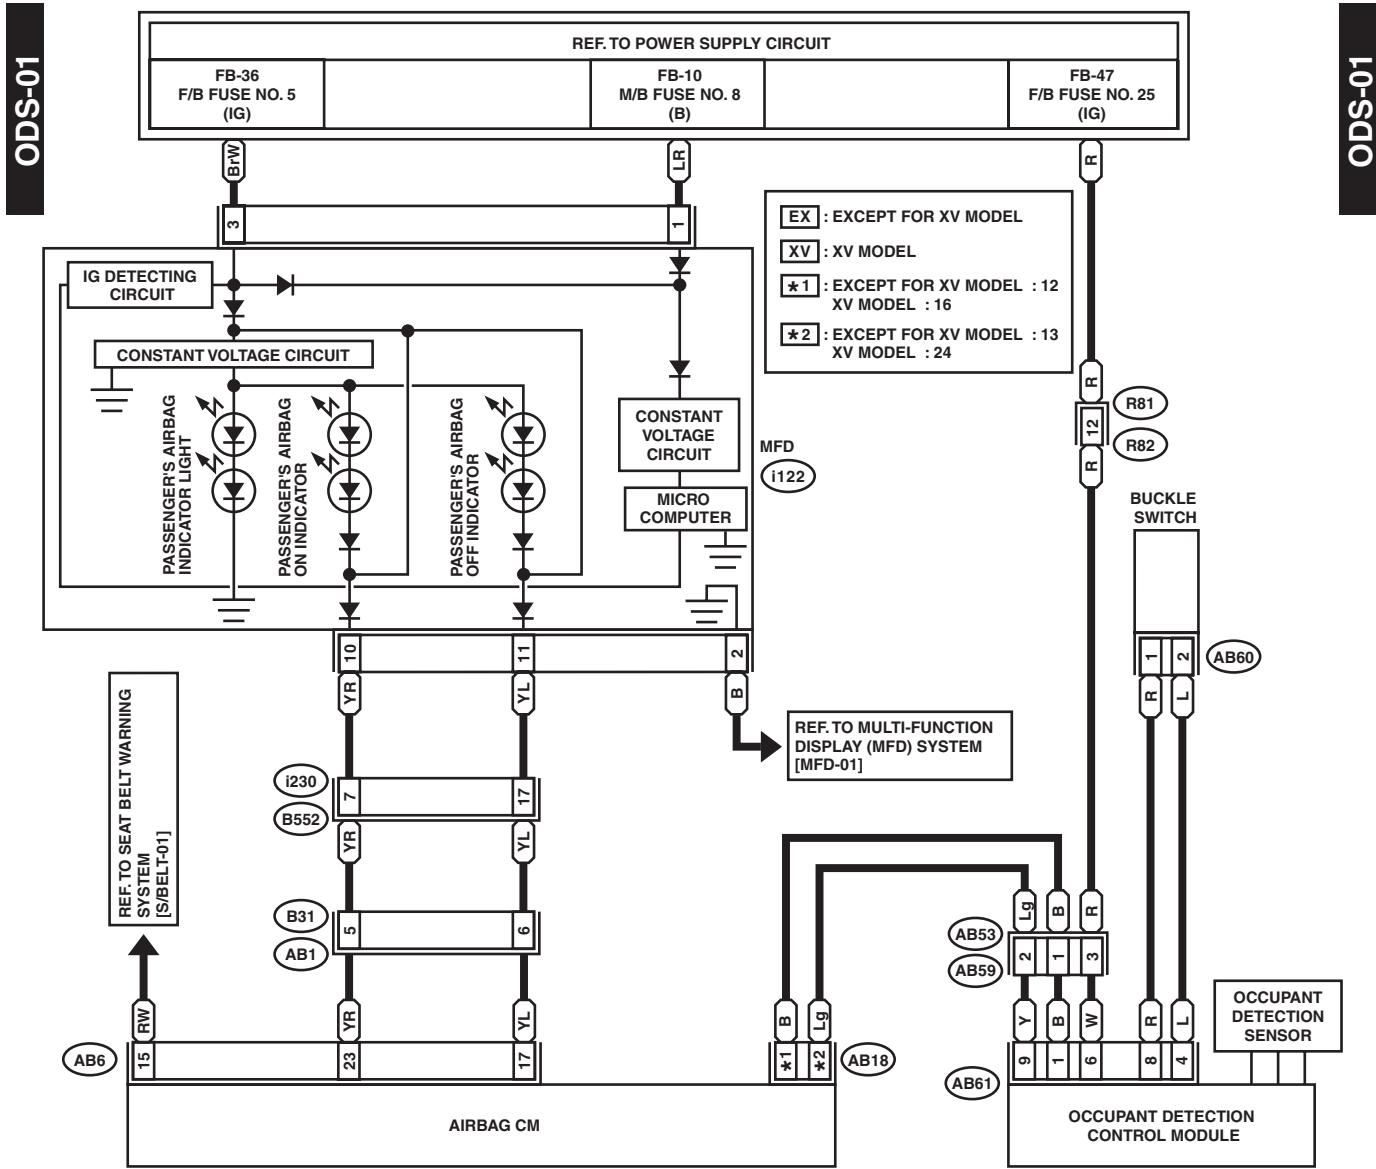 ODS-01
ODS-01
REF. TO POWER SUPPLY CIRCUIT
FB-36
F/B FUSE NO. 5
(IG)
FB-10
M/B FUSE NO. 8
(B)
FB-47
F/B FUSE NO. 25
(IG)
BrW
LR
R
3
1
EX : EXCEPT FOR XV MODEL
XV : XV MODEL
*1 : EXCEPT FOR XV MODEL : 12
XV MODEL : 16
*2 : EXCEPT FOR XV MODEL : 13
XV MODEL : 24
IG DETECTING
CIRCUIT
CONSTANT VOLTAGE CIRCUIT
PASSENGER'S AIRBAG
INDICATOR LIGHT
PASSENGER'S AIRBAG
ON INDICATOR
PASSENGER'S AIRBAG
OFF INDICATOR
CONSTANT
VOLTAGE
CIRCUIT
MICRO
COMPUTER
MFD
i122
R
R81
12
R82
R
BUCKLE
SWITCH
1
2
AB60
R
L
10
11
2
YR
YL
B
REF. TO MULTI-FUNCTION
DISPLAY (MFD) SYSTEM
[MFD-01]
REF. TO SEAT BELT WARNING
SYSTEM
[S/BELT-01]
i230
7
17
B552
YR
YL
B31
5
6
AB1
Lg
B
R
AB53
2
1
3
AB59
RW
YR
YL
B
Lg
Y
B
W
R
L
AB6
15
23
17
*1
*2
AB18
9
1
6
8
4
AB61
OCCUPANT
DETECTION
SENSOR
AIRBAG CM
OCCUPANT DETECTION
CONTROL MODULE